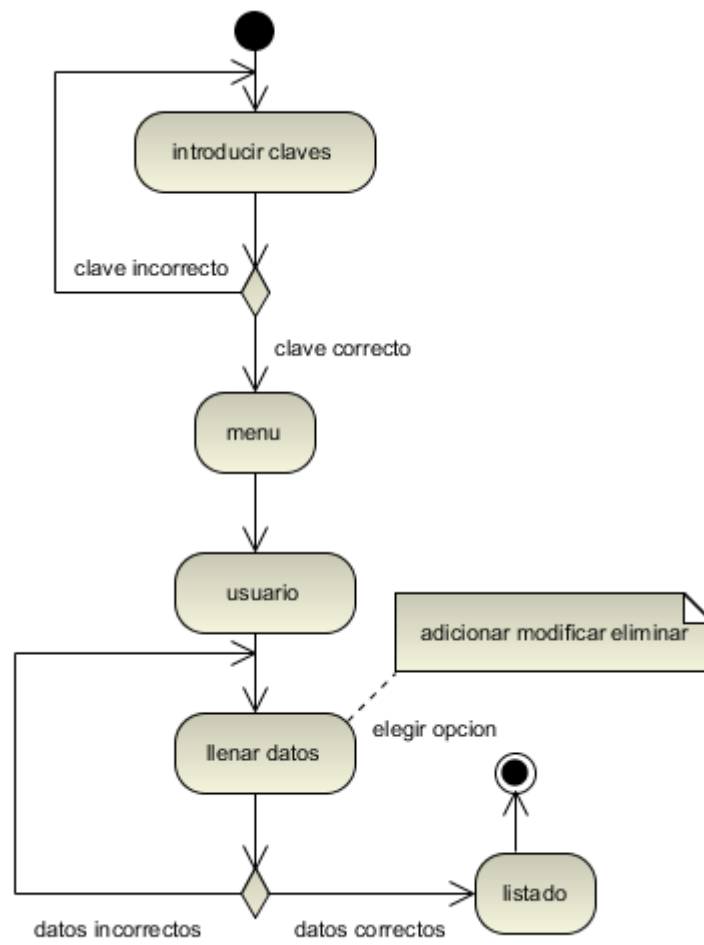 introducir claves
clave incorrecto
clave correcto
menu
usuario
adicionar modificar eliminar
elegir opcion
llenar datos
listado
datos incorrectos
datos correctos